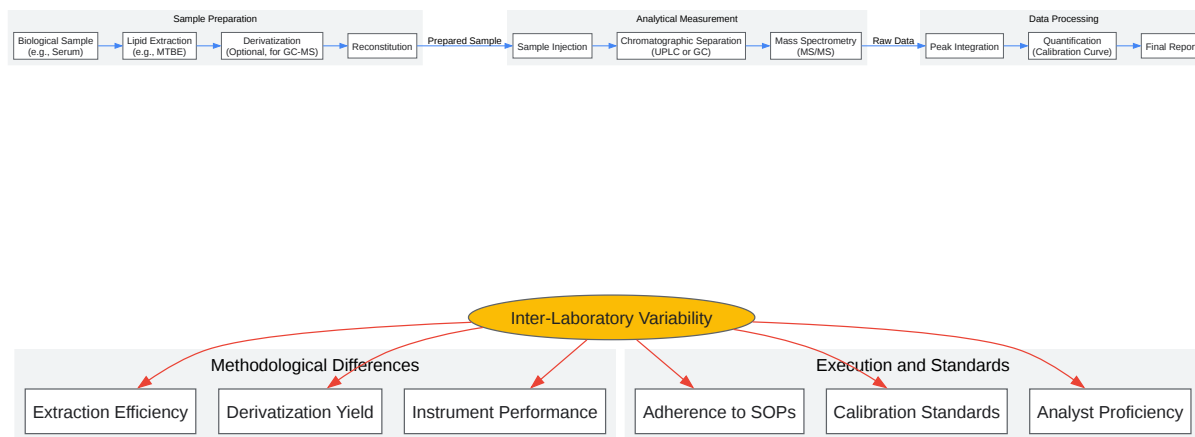 Sample Preparation
Analytical Measurement
Data Processing
Biological Sample
(e.g., Serum)
Lipid Extraction
(e.g., MTBE)
Derivatization
(Optional, for GC-MS)
Reconstitution
Prepared Sample
Sample Injection
Chromatographic Separation
(UPLC or GC)
Mass Spectrometry
(MS/MS)
Raw Data
Peak Integration
Quantification
(Calibration Curve)
Final Report
Inter-Laboratory Variability
Methodological Differences
Execution and Standards
Extraction Efficiency
Derivatization Yield
Instrument Performance
Adherence to SOPs
Calibration Standards
Analyst Proficiency